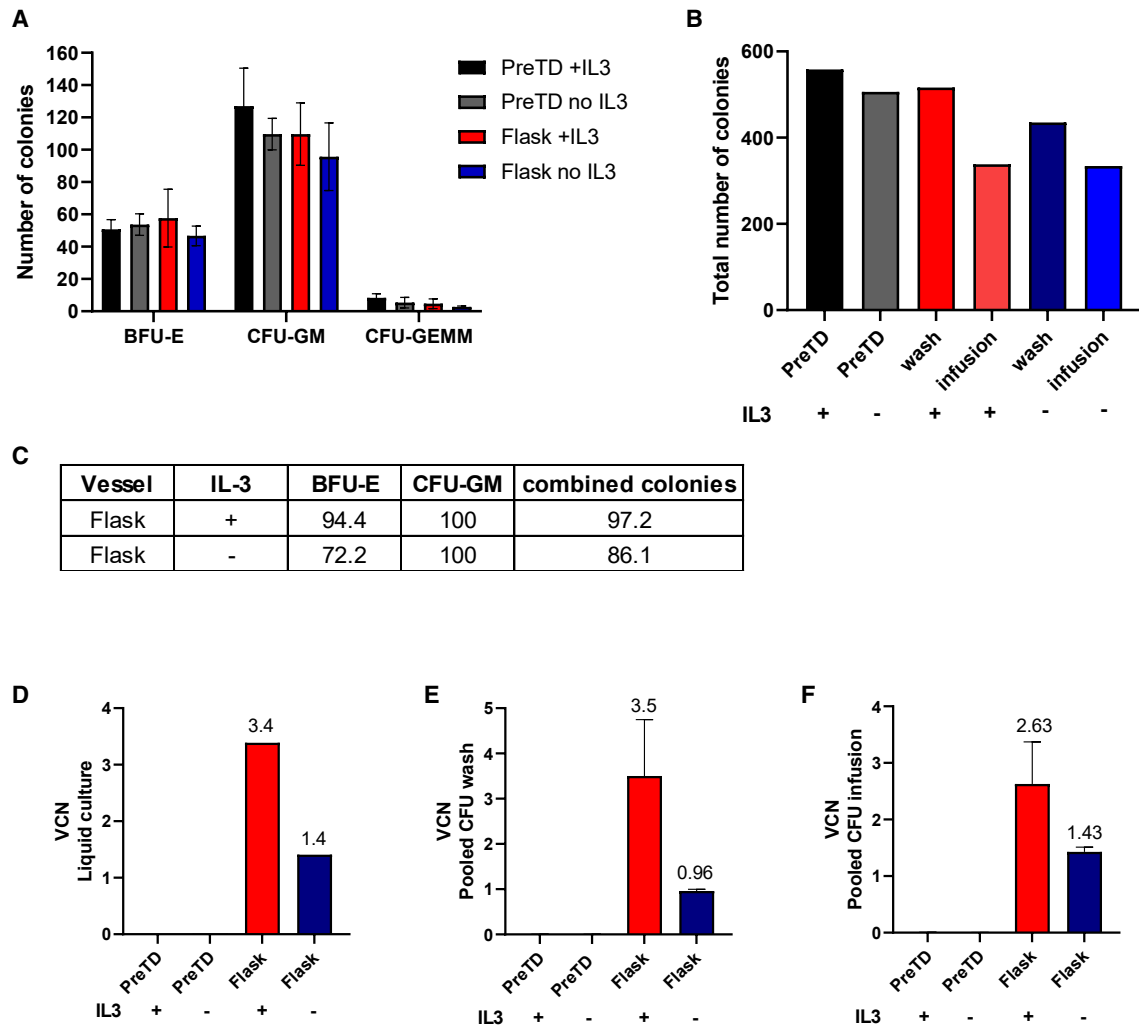 A
Number of colonies
160
140
120
100
80
60
40
20
0
BFU-E
CFU-GM
CFU-GEMM
PreTD +IL3
PreTD no IL3
Flask +IL3
Flask no IL3
B
Total number of colonies
600
400
200
0
PreTD
PreTD
wash
infusion
wash
infusion
IL3 + - + + - -
C
Vessel IL-3 BFU-E CFU-GM combined colonies
Flask + 94.4 100 97.2
Flask - 72.2 100 86.1
D
VCN
Liquid culture
4
3
2
1
0
3.4
1.4
PreTD
PreTD
Flask
Flask
IL3 + - + -
E
VCN
Pooled CFU wash
5
4
3
2
1
0
3.5
0.96
PreTD
PreTD
Flask
Flask
IL3 + - + -
F
VCN
Pooled CFU infusion
4
3
2
1
0
2.63
1.43
PreTD
PreTD
Flask
Flask
IL3 + - + -